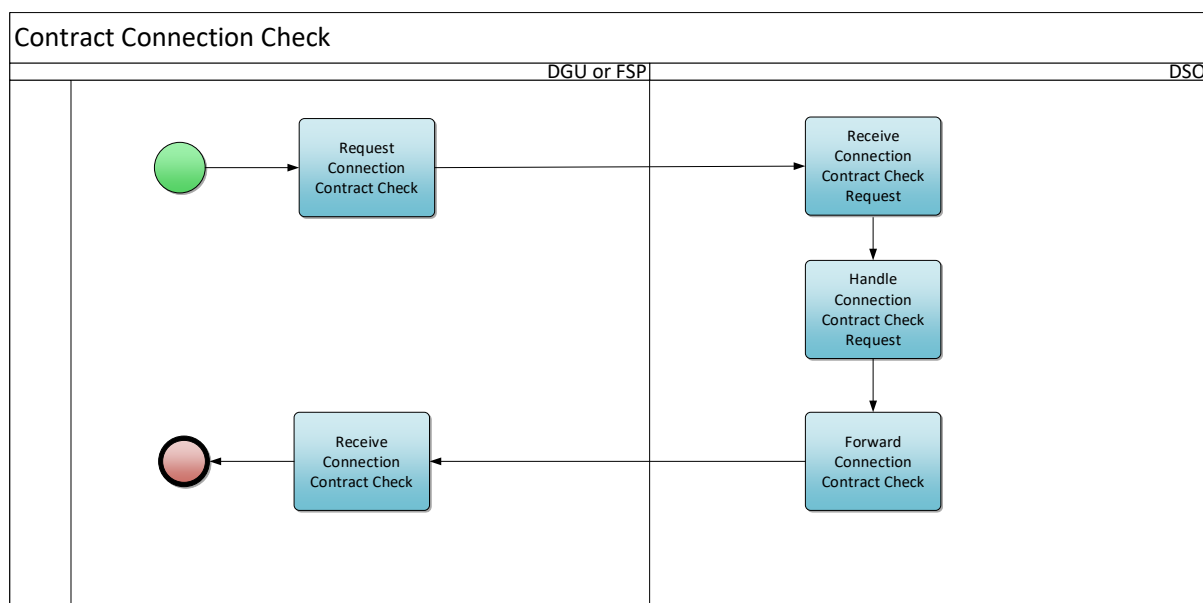 Contract Connection Check
DGU or FSP
DSO
Request
Connection
Contract Check
Receive
Connection
Contract Check
Request
Handle
Connection
Contract Check
Request
Forward
Connection
Contract Check
Receive
Connection
Contract Check